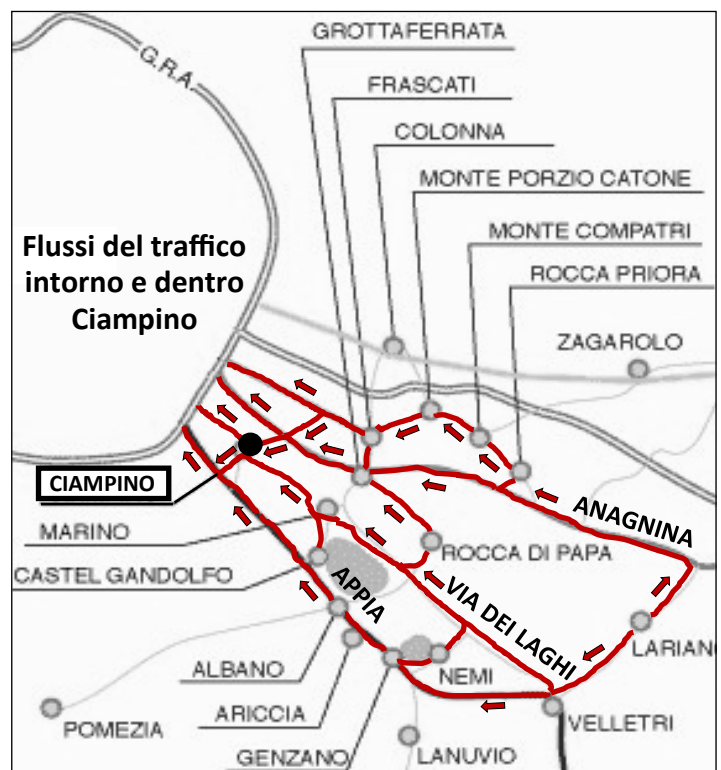 GROTTAFERRATA
G.R.A.
FRASCATI
COLONNA
MONTE PORZIO CATONE
Flussi del traffico
intorno e dentro
Ciampino
MONTE COMPATRI
ROCCA PRIORA
ZAGAROLO
CIAMPINO
ANAGNINA
MARINO
ROCCA DI PAPA
CASTEL GANDOLFO
APPIA
VIA DEI LAGHI
LARIANO
ALBANO
NEMI
ARICCIA
POMEZIA
VELLETRI
GENZANO
LANUVIO